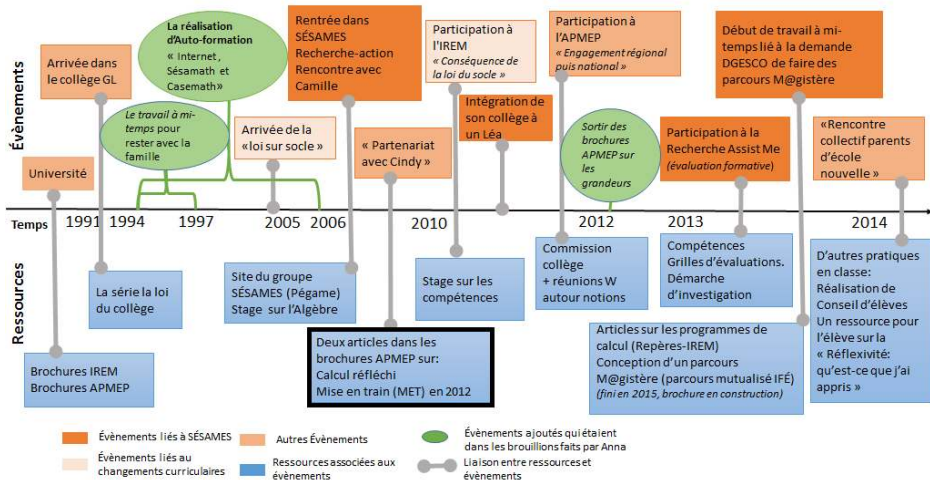 Évènements
Temps
Ressources
Université
Arrivée dans
le collège GL
La réalisation
d'Auto-formation
« Internet,
Sésamath et
Casemath»
Le travail à mi-
temps pour
rester avec la
famille
Arrivée de la
«loi sur socle»
Rentrée dans
SÉSAMES
Recherche-action
Rencontre avec
Camille
« Partenariat
avec Cindy »
Participation à
l'IREM
« Conséquence de
la loi du socle »
Intégration de
son collège à
un Léa
Participation à
l'APMEP
« Engagement régional
puis national »
Sortir des
brochures
APMEP sur
les
grandeurs
Participation à la
Recherche Assist Me
(évaluation formative)
Début de travail à mi-
temps lié à la demande
DGESCO de faire des
parcours M@gistère
«Rencontre
collectif parents
d'école
nouvelle »
1991 1994 1997 2005 2006 2010 2012 2013 2014
Brochures IREM
Brochures APMEP
La série la loi
du collège
Site du groupe
SÉSAMES (Pégame)
Stage sur l'Algèbre
Deux articles dans les
brochures APMEP sur:
Calcul réfléchi
Mise en train (MET) en 2012
Stage sur les
compétences
Commission
collège
+ réunions W
autour notions
Compétences
Grilles d'évaluations.
Démarche
d'investigation
Articles sur les programmes de
calcul (Repères-IREM)
Conception d'un parcours
M@gistère (parcours mutualisé IFÉ)
(fini en 2015, brochure en construction)
D'autres pratiques
en classe:
Réalisation de
Conseil d'élèves
Un ressource pour
l'élève sur la
« Réflexivité:
qu'est-ce que j'ai
appris »
Évènements liés à SÉSAMES
Autres Évènements
Évènements ajoutés qui étaient
dans les brouillions faits par Anna
Évènements liés au
changements curriculaires
Ressources associées aux
évènements
Liaison entre ressources et
évènements